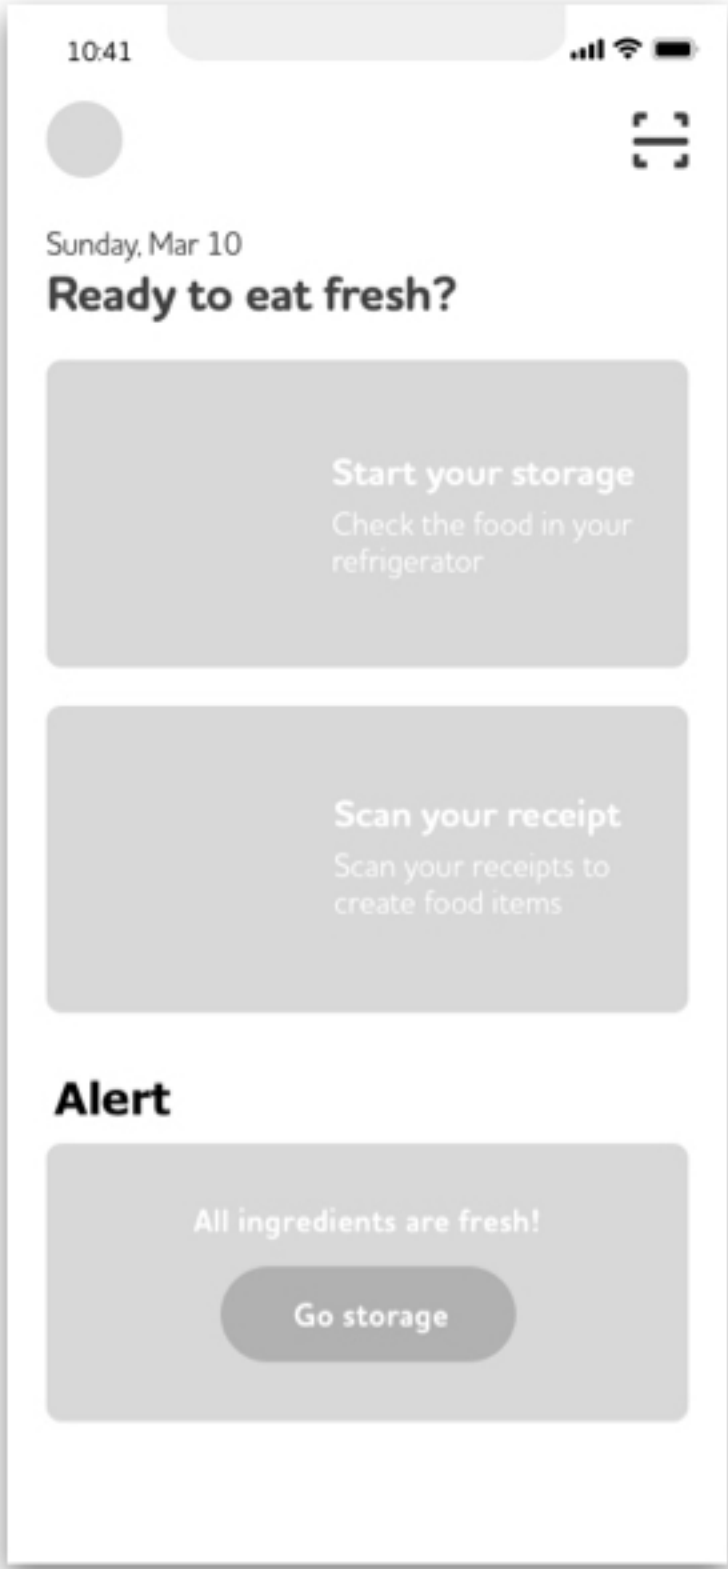 10:41
Sunday, Mar 10
Ready to eat fresh?
Start your storage
Check the food in your
refrigerator
Scan your receipt
Scan your receipts to
create food items
Alert
All ingredients are fresh!
Go storage